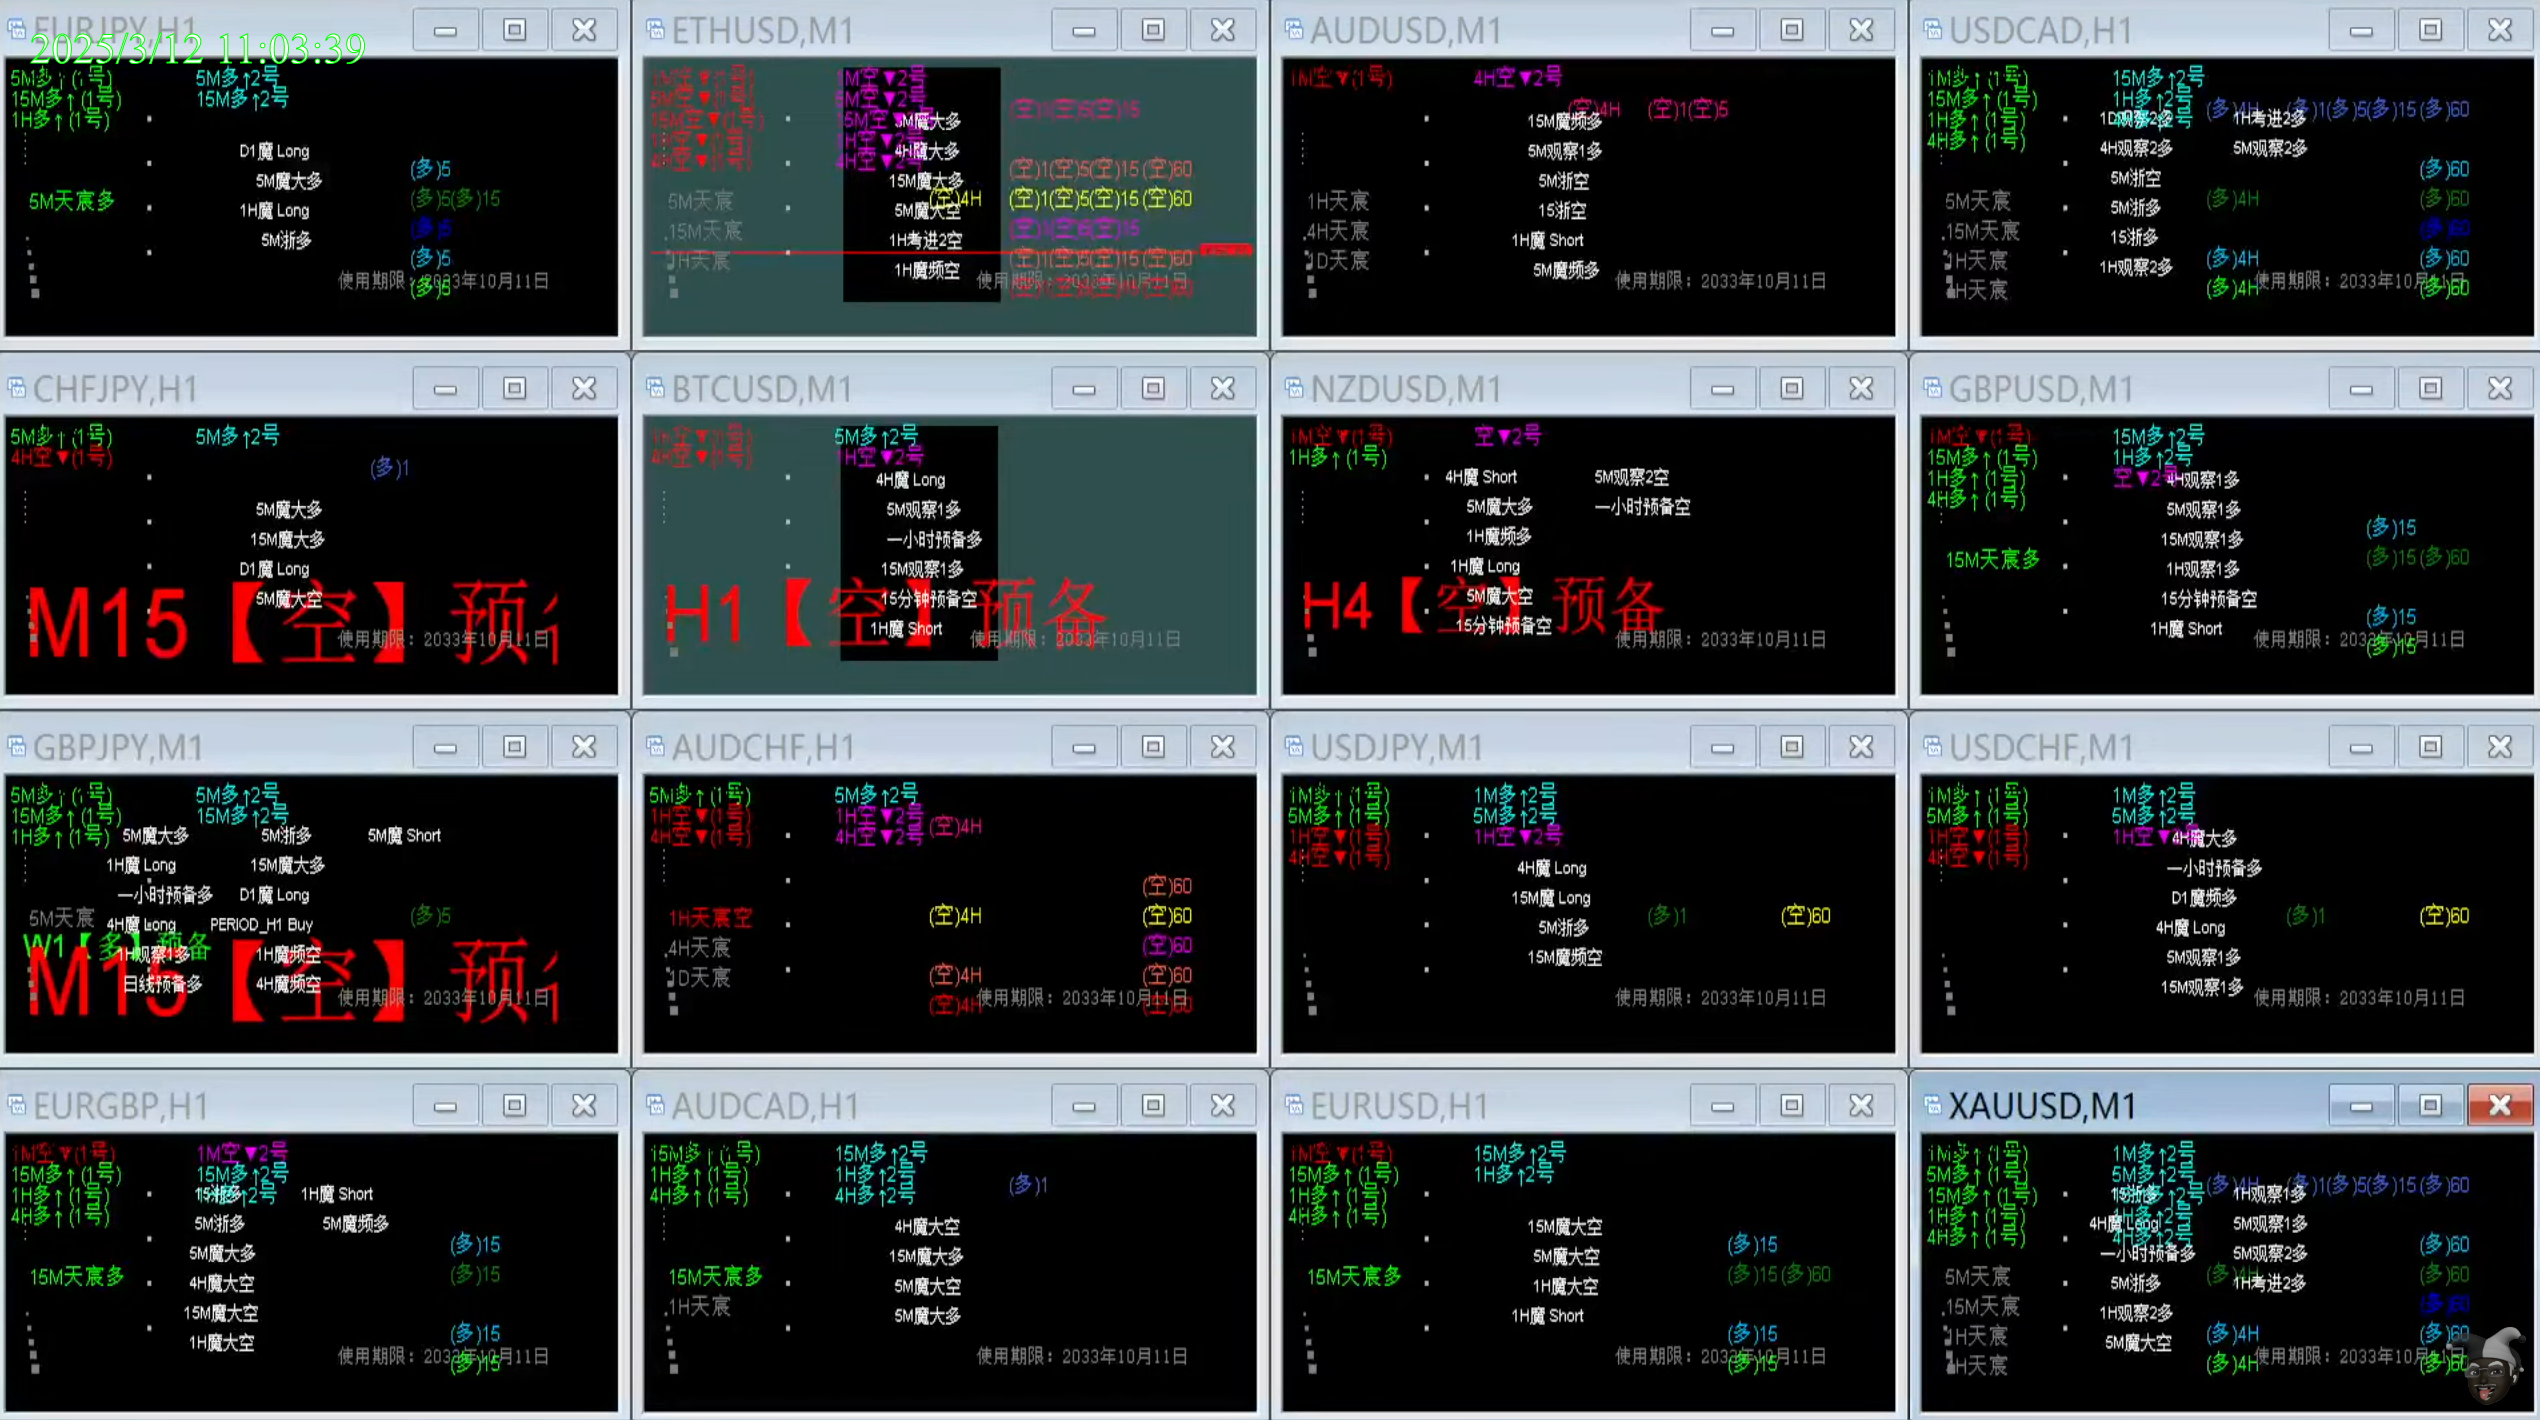 EURJPY,H1
2025/3/12 11:03:39
5M多↑(1号) 5M多↑2号
15M多↑(1号) 15M多↑2号
1H多↑(1号)
D1魔 Long
5M魔大多 (多)5
5M天宸多 1H魔 Long (多)5(多)15
5M浙多 (多)5
(多)5
使用期限：2033年10月11日
(多)5
ETHUSD,M1
1M空▼(1号) 1M空▼2号
5M空▼(1号) 5M空▼2号
(空)1(空)5(空)15
15M空▼(1号) 15M空▼2号
5M魔大多
4H空▼(1号) 4H空▼2号
4H魔大多
15M魔大多 (空)1(空)5(空)15(空)60
5M天宸 (空)4H (空)1(空)5(空)15(空)60
5M魔大空
.15M天宸 1H考进2空 (空)1(空)5(空)15
1H天宸 1H魔频空 (空)1(空)5(空)15(空)60
使用期限：2033年10月11日
AUDUSD,M1
1M空▼(1号) 4H空▼2号
(空)4H (空)1(空)5
15M魔频多
5M观察1多
5M浙空
1H天宸 15浙空
.4H天宸 1H魔 Short
1D天宸 5M魔频多
使用期限：2033年10月11日
USDCAD,H1
1M多↑(1号) 15M多↑2号
15M多↑(1号) 1H多↑2号 (多)4H (多)1(多)5(多)15(多)60
1H多↑(1号) 1H考进2多
4H多↑(1号) 4H观察2多 5M观察2多
5M浙空 (多)60
5M天宸 5M浙多 (多)4H (多)60
.15M天宸 15浙多 (多)60
1H天宸 1H观察2多 (多)4H (多)60
4H天宸 (多)4H 使用期限：2033年10月11日 (多)60
CHFJPY,H1
5M多↑(1号) 5M多↑2号
4H空▼(1号) (多)1
5M魔大多
15M魔大多
D1魔 Long
5M魔大空
M15【空】预
使用期限：2033年10月11日
BTCUSD,M1
1M空▼(1号) 5M多↑2号
4H空▼(1号) 1H空▼2号
4H魔 Long
5M观察1多
一小时预备多
15M观察1多
15分钟预备空
H1【空】预备
1H魔 Short
使用期限：2033年10月11日
NZDUSD,M1
1M空▼(1号) 空▼2号
1H多↑(1号)
4H魔 Short 5M观察2空
5M魔大多 一小时预备空
1H魔频多
1H魔 Long
5M魔大空
H4【空】预备
15分钟预备空
使用期限：2033年10月11日
GBPUSD,M1
1M空▼(1号) 15M多↑2号
15M多↑(1号) 1H多↑2号
1H多↑(1号) 空▼2号 4H观察1多
4H多↑(1号) 5M观察1多
15M观察1多 (多)15
15M天宸多 1H观察1多 (多)15(多)60
15分钟预备空 (多)15
1H魔 Short
使用期限：2033年10月11日
(多)15
GBPJPY,M1
5M多↑(1号) 5M多↑2号
15M多↑(1号) 15M多↑2号
1H多↑(1号) 5M魔大多 5M浙多 5M魔 Short
1H魔 Long 15M魔大多
一小时预备多 D1魔 Long
5M天宸 4H魔 Long PERIOD_H1 Buy (多)5
W1【多】预备
1H观察1多 1H魔频空
M15【空】预
日线预备多 4H魔频空
使用期限：2033年10月11日
AUDCHF,H1
5M多↑(1号) 5M多↑2号
1H空▼(1号) 1H空▼2号
4H空▼(1号) 4H空▼2号 (空)4H
(空)60
1H天宸空 (空)4H (空)60
.4H天宸 (空)60
1D天宸 (空)4H (空)60
(空)4H 使用期限：2033年10月11日 (空)60
USDJPY,M1
1M多↑(1号) 1M多↑2号
5M多↑(1号) 5M多↑2号
1H空▼(1号) 1H空▼2号
4H空▼(1号) 4H魔 Long
15M魔 Long
5M浙多 (多)1 (空)60
15M魔频空
使用期限：2033年10月11日
USDCHF,M1
1M多↑(1号) 1M多↑2号
5M多↑(1号) 5M多↑2号
1H空▼(1号) 1H空▼2号 4H魔大多
4H空▼(1号) 一小时预备多
D1魔频多
4H魔 Long (多)1 (空)60
5M观察1多
15M观察1多
使用期限：2033年10月11日
EURGBP,H1
1M空▼(1号) 1M空▼2号
15M多↑(1号) 15M多↑2号
1H多↑(1号) 1H魔 Short
4H多↑(1号) 5M浙多 5M魔频多
5M魔大多 (多)15
15M天宸多 4H魔大空 (多)15
15M魔大空 (多)15
1H魔大空
使用期限：2033年10月11日
(多)15
AUDCAD,H1
15M多↑(1号) 15M多↑2号
1H多↑(1号) 1H多↑2号 (多)1
4H多↑(1号) 4H多↑2号
4H魔大空
15M魔大多
15M天宸多 5M魔大空
.1H天宸 5M魔大多
使用期限：2033年10月11日
EURUSD,H1
1M空▼(1号) 15M多↑2号
15M多↑(1号) 1H多↑2号
1H多↑(1号)
4H多↑(1号) 15M魔大空
5M魔大空 (多)15
15M天宸多 1H魔大空 (多)15(多)60
1H魔 Short (多)15
使用期限：2033年10月11日
(多)15
XAUUSD,M1
1M多↑(1号) 1M多↑2号
5M多↑(1号) 5M多↑2号
15M多↑(1号) 15浙多 (多)4H 1H观察1多 (多)1(多)5(多)15(多)60
1H多↑(1号) 4H魔 Long 5M观察1多
4H多↑(1号) 一小时预备多 5M观察2多 (多)60
5M天宸 5M浙多 (多)4H 1H考进2多 (多)60
.15M天宸 1H观察2多 (多)60
1H天宸 5M魔大空 (多)4H (多)60
4H天宸 (多)4H 使用期限：2033年10月11日 (多)60